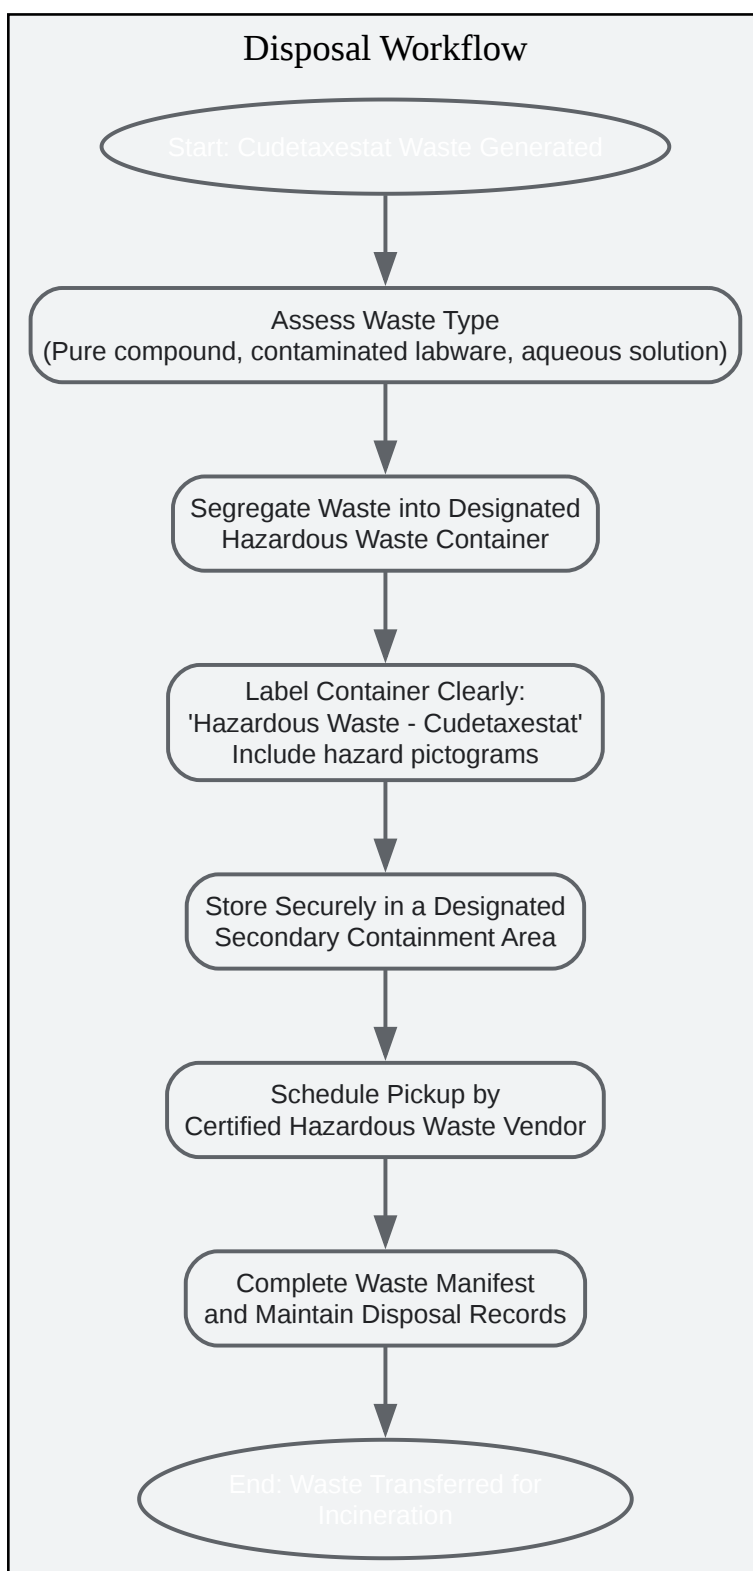 Disposal Workflow
Start: Cudetaxestat Waste Generated
Assess Waste Type
(Pure compound, contaminated labware, aqueous solution)
Segregate Waste into Designated
Hazardous Waste Container
Label Container Clearly:
'Hazardous Waste - Cudetaxestat'
Include hazard pictograms
Store Securely in a Designated
Secondary Containment Area
Schedule Pickup by
Certified Hazardous Waste Vendor
Complete Waste Manifest
and Maintain Disposal Records
End: Waste Transferred for
Incineration